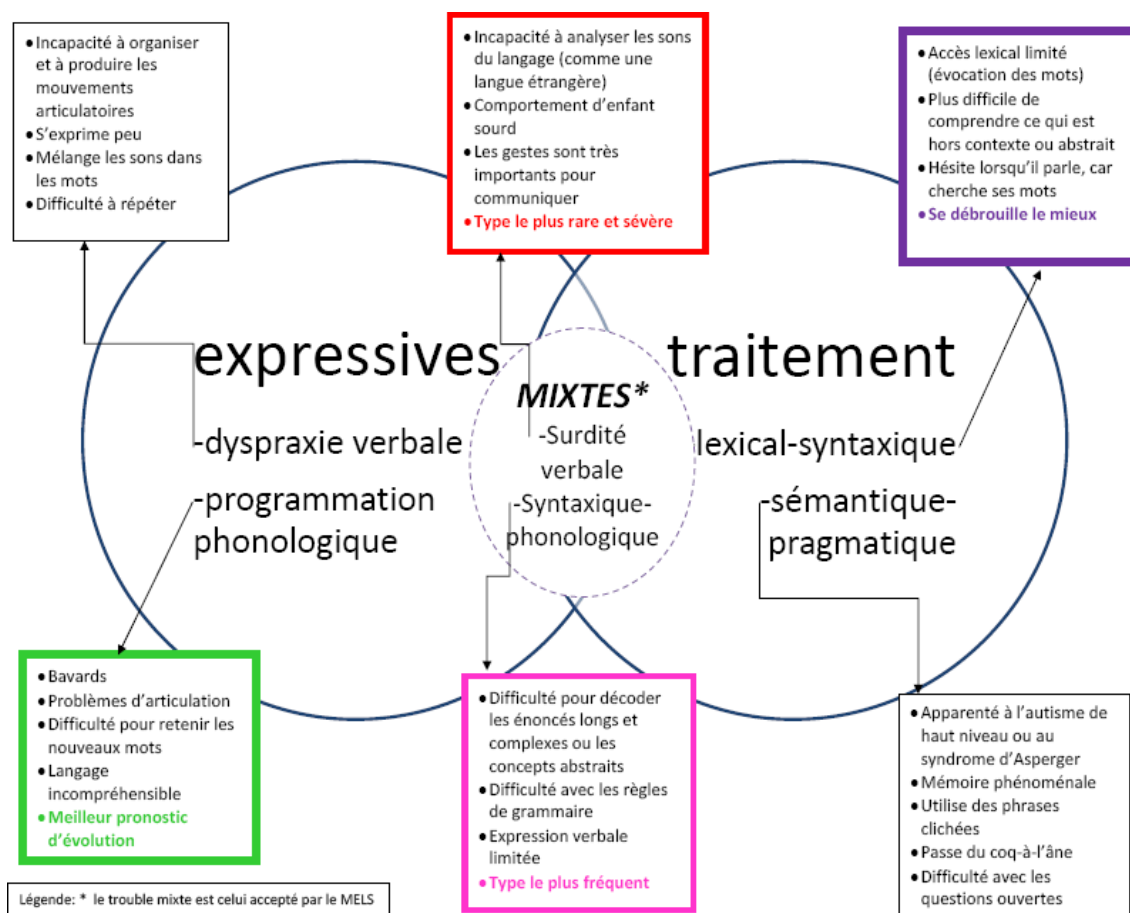 • Incapacité à organiser
et à produire les
mouvements
articulatoires
• S'exprime peu
• Mélange les sons dans
les mots
• Difficulté à répéter
• Incapacité à analyser les sons
du langage (comme une
langue étrangère)
• Comportement d'enfant
sourd
• Les gestes sont très
importants pour
communiquer
• Type le plus rare et sévère
• Accès lexical limité
(évocation des mots)
• Plus difficile de
comprendre ce qui est
hors contexte ou abstrait
• Hésite lorsqu'il parle, car
cherche ses mots
• Se débrouille le mieux
expressives
-dyspraxie verbale
-programmation
phonologique
MIXTES*
-Surdité
verbale
-Syntaxique-
phonologique
traitement
lexical-syntaxique
-sémantique-
pragmatique
• Bavards
• Problèmes d'articulation
• Difficulté pour retenir les
nouveaux mots
• Langage
incompréhensible
• Meilleur pronostic
d'évolution
• Difficulté pour décoder
les énoncés longs et
complexes ou les
concepts abstraits
• Difficulté avec les règles
de grammaire
• Expression verbale
limitée
• Type le plus fréquent
• Apparenté à l'autisme de
haut niveau ou au
syndrome d'Asperger
• Mémoire phénoménale
• Utilise des phrases
clichées
• Passe du coq-à-l'âne
• Difficulté avec les
questions ouvertes
Légende: * le trouble mixte est celui accepté par le MELS